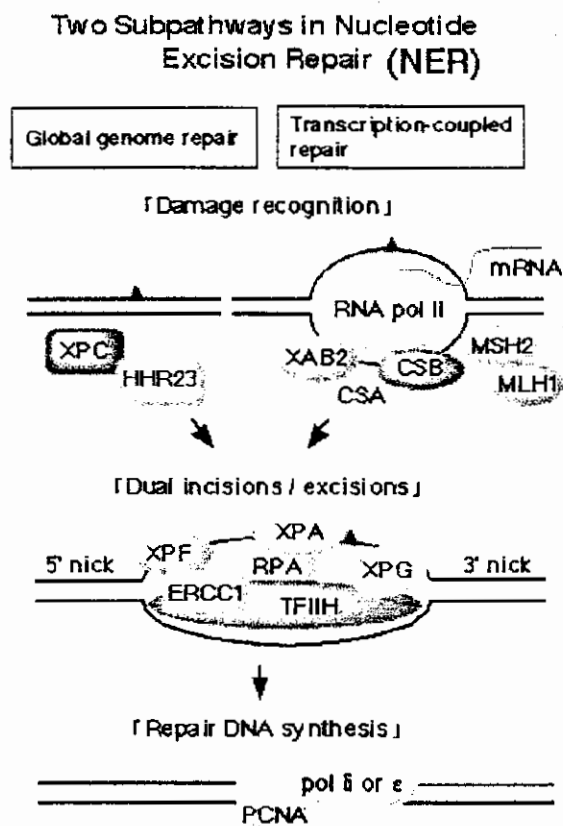 Two Subpathways in Nucleotide
Excision Repair (NER)
Global genome repair
Transcription-coupled
repair
「Damage recognition」
mRNA
RNA pol II
XPC
HHR23
XAB2
CSB
CSA
MSH2
MLH1
「Dual incisions / excisions」
XPA
XPF
RPA
XPG
5' nick
3' nick
ERCC1
TFIIH
「Repair DNA synthesis」
pol δ or ε
PCNA